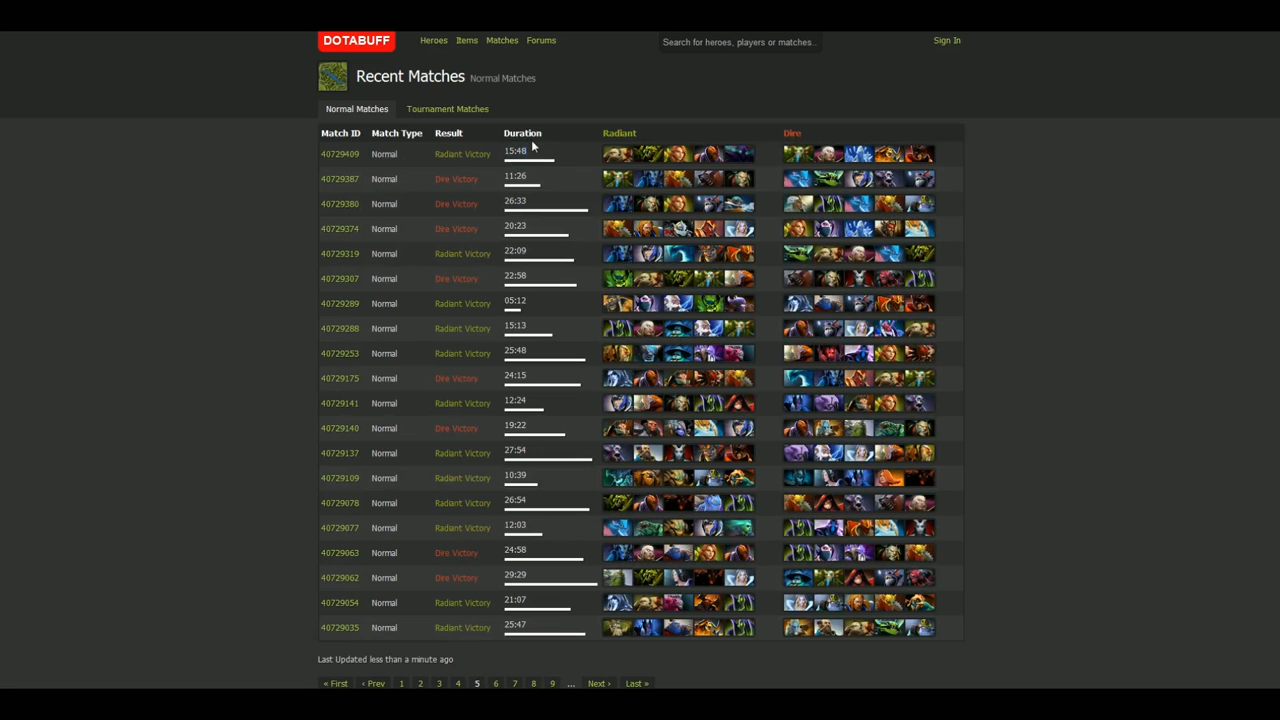 DOTABUFF Heroes Items Matches Forums Search for heroes, players or matches.. Sign In
Recent Matches Normal Matches
Normal Matches Tournament Matches
Match ID Match Type Result Duration Radiant Dire
40729409 Normal Radiant Victory 15:48
40729387 Normal Dire Victory 11:26
40729380 Normal Dire Victory 26:33
40729374 Normal Dire Victory 20:23
40729319 Normal Radiant Victory 22:09
40729307 Normal Dire Victory 22:58
40729289 Normal Radiant Victory 05:12
40729288 Normal Radiant Victory 15:13
40729253 Normal Radiant Victory 25:48
40729175 Normal Dire Victory 24:15
40729141 Normal Radiant Victory 12:24
40729140 Normal Dire Victory 19:22
40729137 Normal Radiant Victory 27:54
40729109 Normal Radiant Victory 10:39
40729078 Normal Radiant Victory 26:54
40729077 Normal Radiant Victory 12:03
40729063 Normal Dire Victory 24:58
40729062 Normal Dire Victory 29:29
40729054 Normal Radiant Victory 21:07
40729035 Normal Radiant Victory 25:47
Last Updated less than a minute ago
« First ‹ Prev 1 2 3 4 5 6 7 8 9 ... Next › Last »